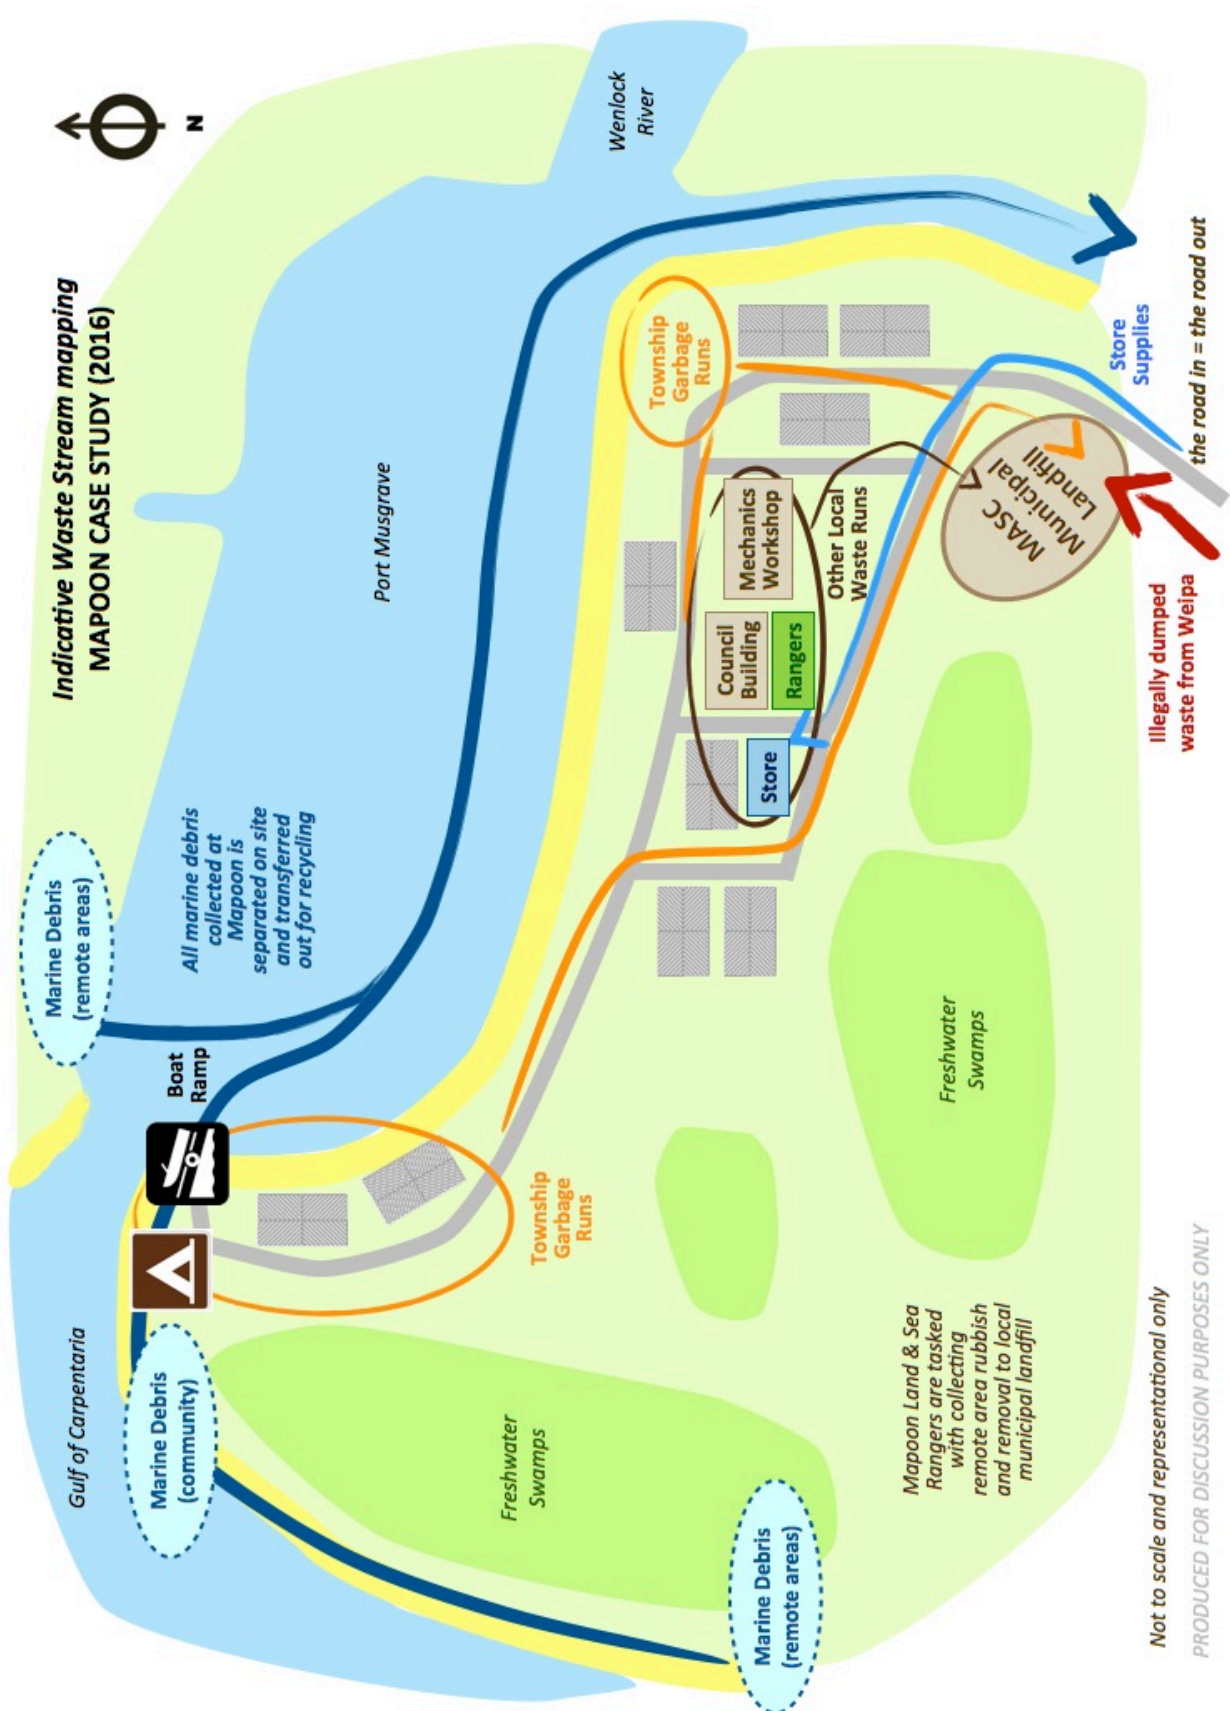 Indicative Waste Stream mapping
MAPOON CASE STUDY (2016)
N
Gulf of Carpentaria
Marine Debris
(remote areas)
All marine debris
collected at
Mapoon is
separated on site
and transferred
out for recycling
Port Musgrave
Wenlock
River
Boat
Ramp
Marine Debris
(community)
Township
Garbage
Runs
Township
Garbage
Runs
Freshwater
Swamps
Marine Debris
(remote areas)
Store
Council
Building
Rangers
Mechanics
Workshop
Other Local
Waste Runs
Freshwater
Swamps
MASC
Municipal
Landfill
Store
Supplies
the road in = the road out
Illegally dumped
waste from Weipa
Mapoon Land & Sea
Rangers are tasked
with collecting
remote area rubbish
and removal to local
municipal landfill
Not to scale and representational only
PRODUCED FOR DISCUSSION PURPOSES ONLY